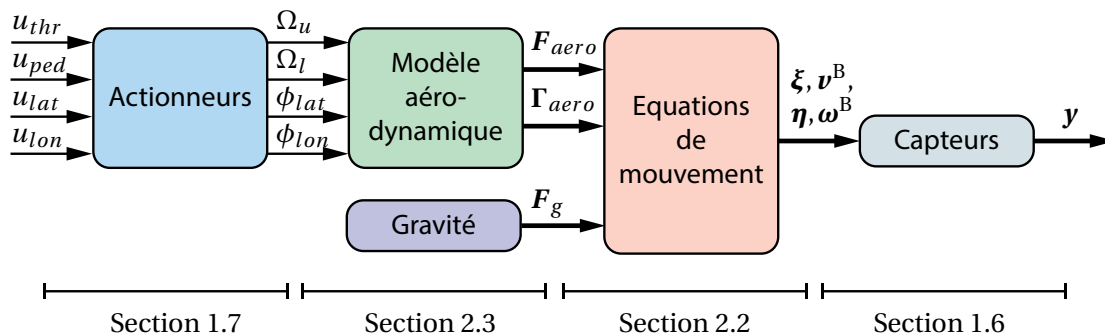 u_thr
u_ped
u_lat
u_lon
Actionneurs
Ω_u
Ω_l
ϕ_lat
ϕ_lon
Modèle
aéro-
dynamique
Gravité
F_aero
Γ_aero
F_g
Equations
de
mouvement
ξ, v^B,
η, ω^B
Capteurs
y
Section 1.7
Section 2.3
Section 2.2
Section 1.6